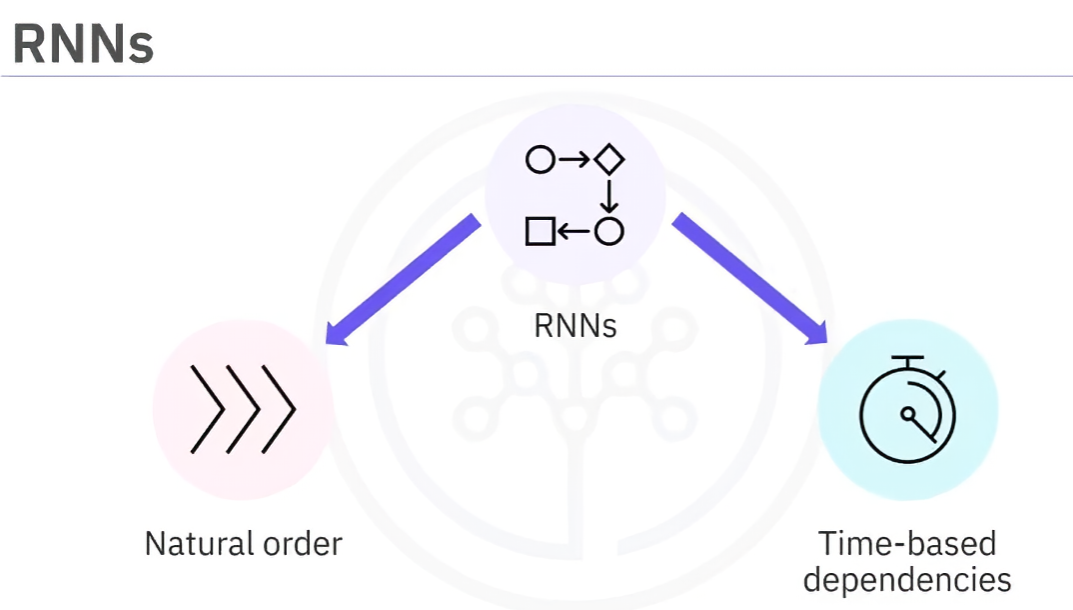 RNNs
RNNs
Natural order
Time-based
dependencies